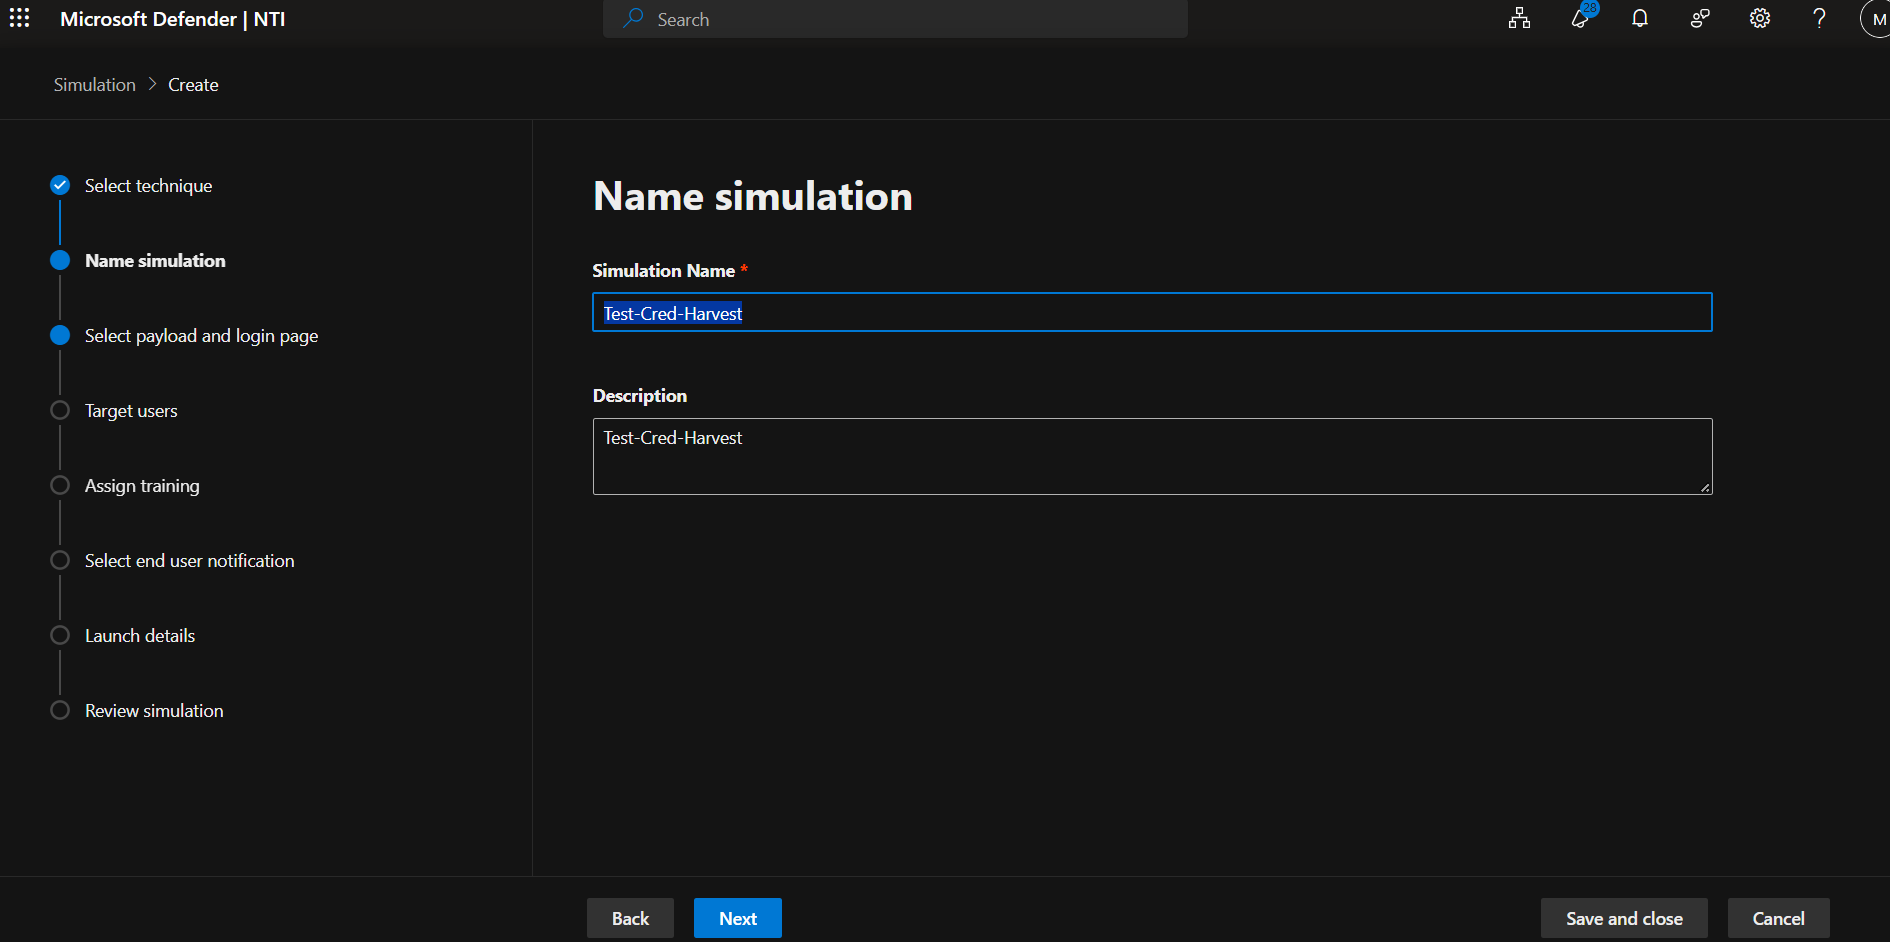 Microsoft Defender | NTI
Search
28
M
Simulation > Create
Select technique
Name simulation
Select payload and login page
Target users
Assign training
Select end user notification
Launch details
Review simulation
Name simulation
Simulation Name *
Test-Cred-Harvest
Description
Test-Cred-Harvest
Back
Next
Save and close
Cancel